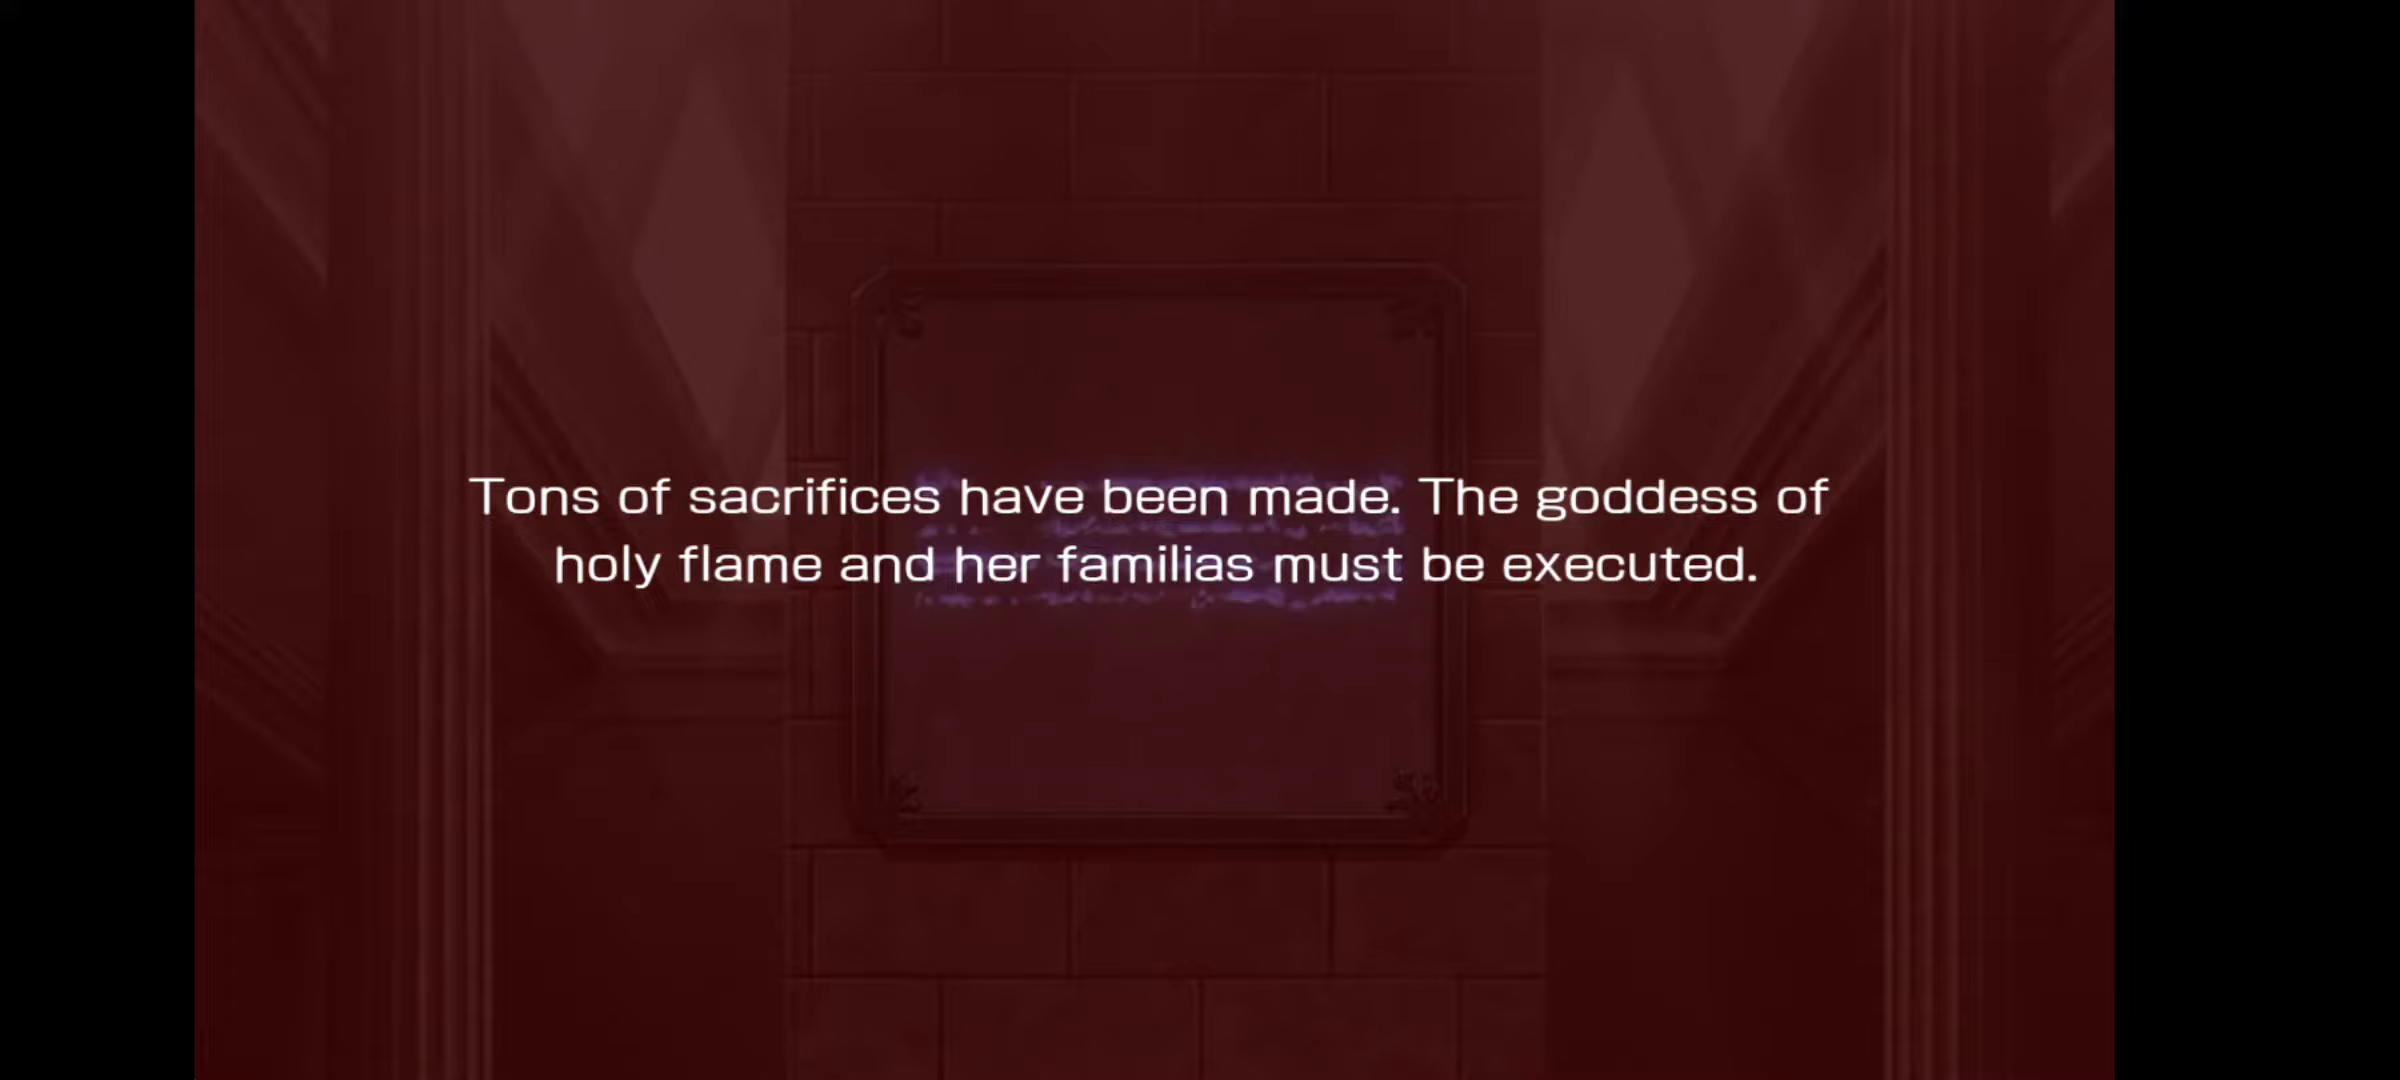 Tons of sacrifices have been made. The goddess of
holy flame and her familias must be executed.